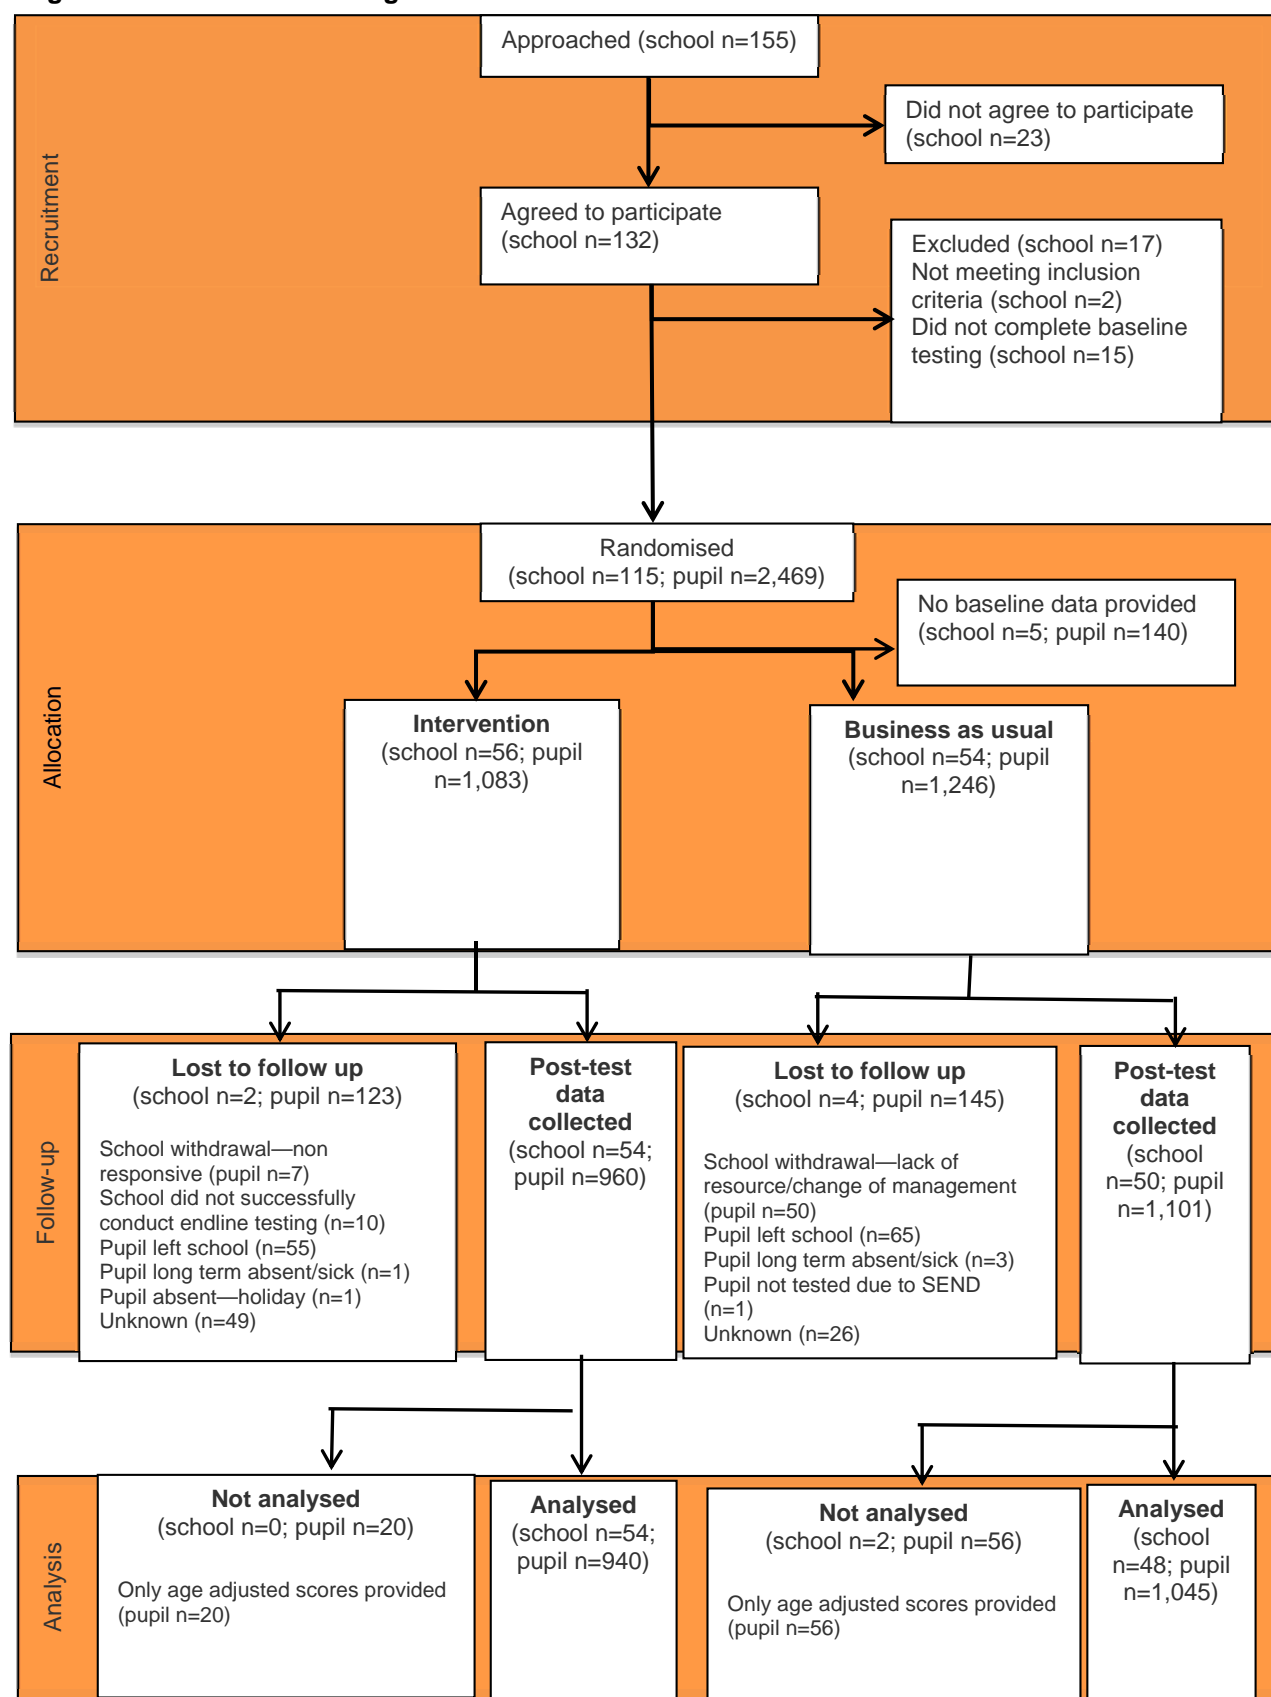 Approached (school n=155)
Did not agree to participate
(school n=23)
Recruitment
Agreed to participate
(school n=132)
Excluded (school n=17)
Not meeting inclusion
criteria (school n=2)
Did not complete baseline
testing (school n=15)
Randomised
(school n=115; pupil n=2,469)
No baseline data provided
(school n=5; pupil n=140)
Allocation
Intervention
(school n=56; pupil
n=1,083)
Business as usual
(school n=54; pupil
n=1,246)
Follow-up
Lost to follow up
(school n=2; pupil n=123)
School withdrawal—non
responsive (pupil n=7)
School did not successfully
conduct endline testing (n=10)
Pupil left school (n=55)
Pupil long term absent/sick (n=1)
Pupil absent—holiday (n=1)
Unknown (n=49)
Post-test
data
collected
(school n=54;
pupil n=960)
Lost to follow up
(school n=4; pupil n=145)
School withdrawal—lack of
resource/change of management
(pupil n=50)
Pupil left school (n=65)
Pupil long term absent/sick (n=3)
Pupil not tested due to SEND
(n=1)
Unknown (n=26)
Post-test
data
collected
(school
n=50; pupil
n=1,101)
Analysis
Not analysed
(school n=0; pupil n=20)
Only age adjusted scores provided
(pupil n=20)
Analysed
(school n=54;
pupil n=940)
Not analysed
(school n=2; pupil n=56)
Only age adjusted scores provided
(pupil n=56)
Analysed
(school
n=48; pupil
n=1,045)